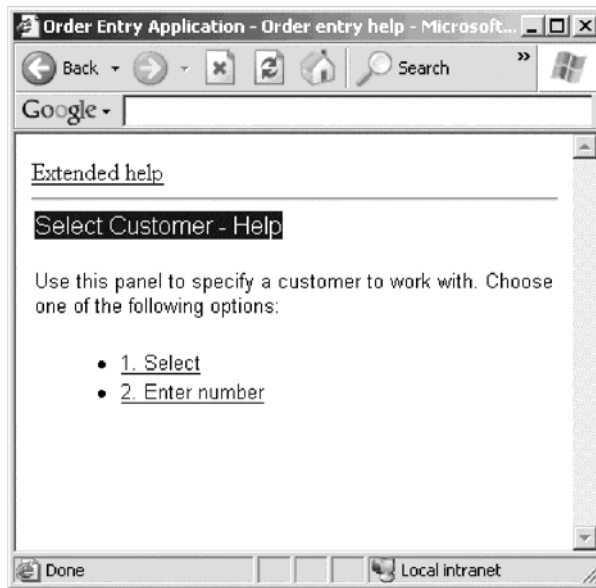 Order Entry Application - Order entry help - Microsoft...
Back Search »
Google
Extended help
Select Customer - Help
Use this panel to specify a customer to work with. Choose
one of the following options:
• 1. Select
• 2. Enter number
Done Local intranet